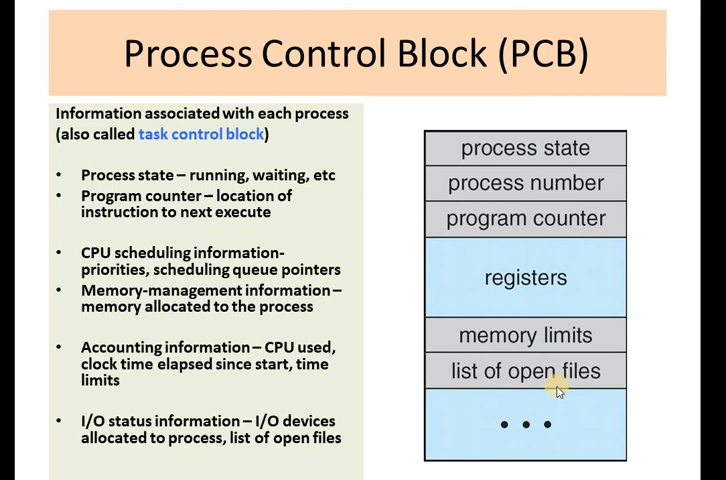 Process Control Block (PCB)
Information associated with each process
(also called task control block)
• Process state – running, waiting, etc
• Program counter – location of
instruction to next execute
• CPU scheduling information-
priorities, scheduling queue pointers
• Memory-management information –
memory allocated to the process
• Accounting information – CPU used,
clock time elapsed since start, time
limits
• I/O status information – I/O devices
allocated to process, list of open files
process state
process number
program counter
registers
memory limits
list of open files
• • •